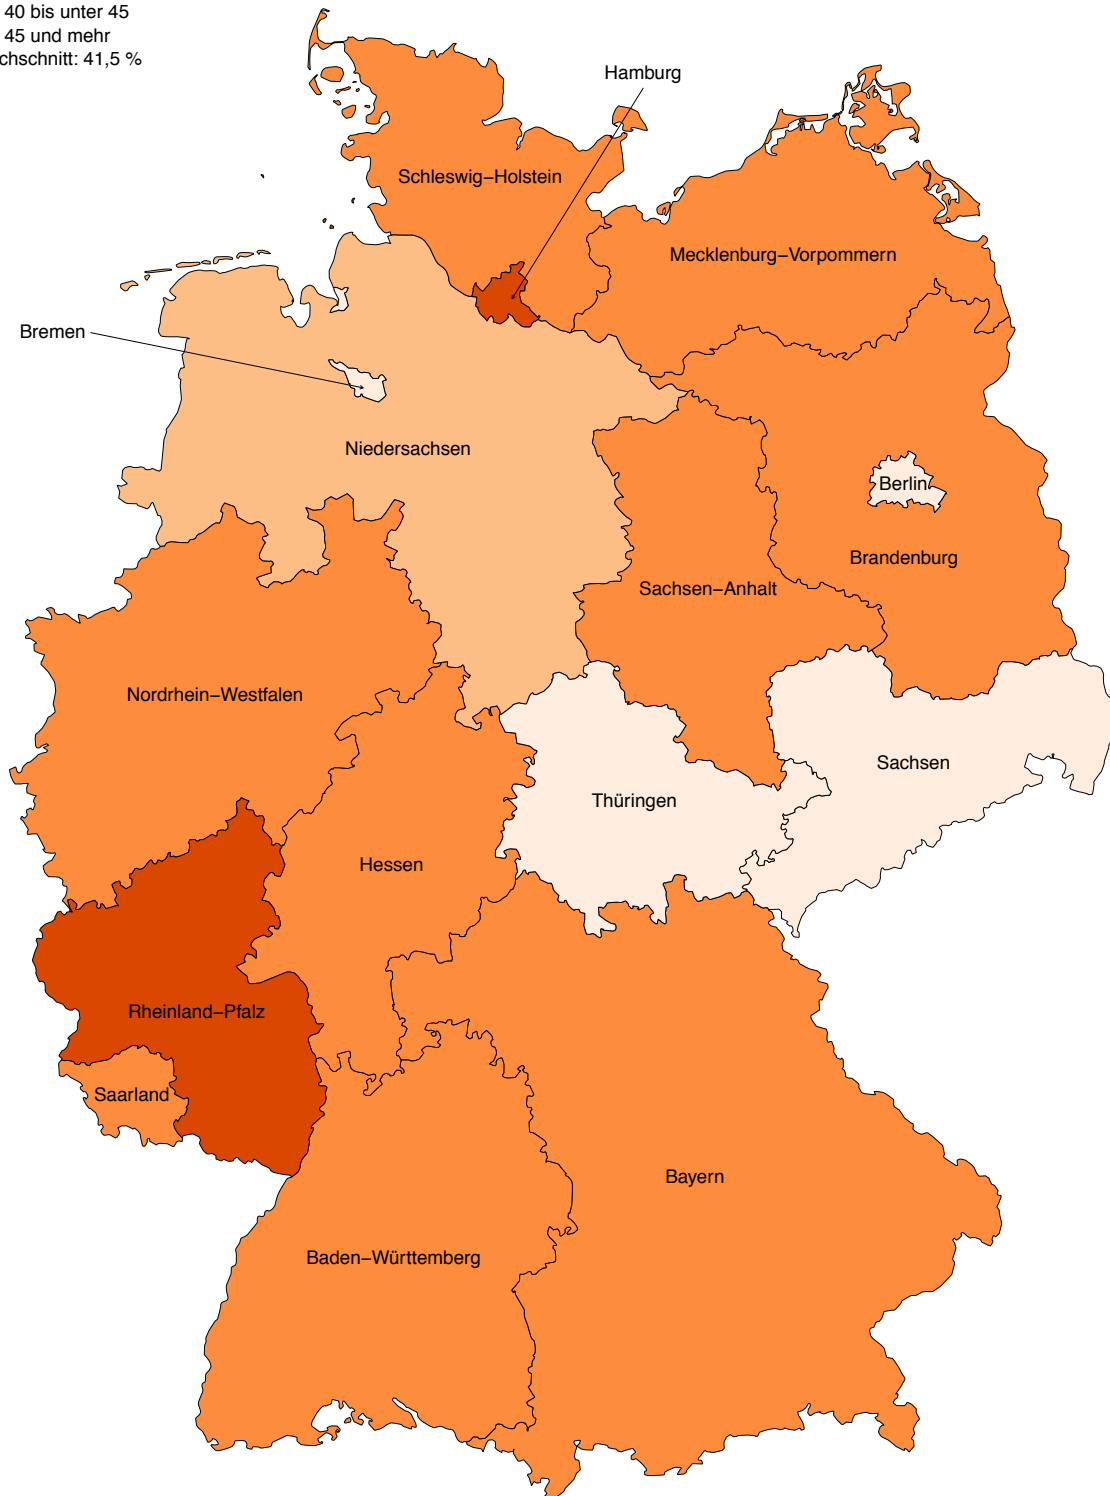 40 bis unter 45
45 und mehr
chschnitt: 41,5 %
Hamburg
Schleswig−Holstein
Mecklenburg−Vorpommern
Bremen
Niedersachsen
Berlin
Brandenburg
Sachsen−Anhalt
Nordrhein−Westfalen
Sachsen
Thüringen
Hessen
Rheinland−Pfalz
Saarland
Bayern
Baden−Württemberg